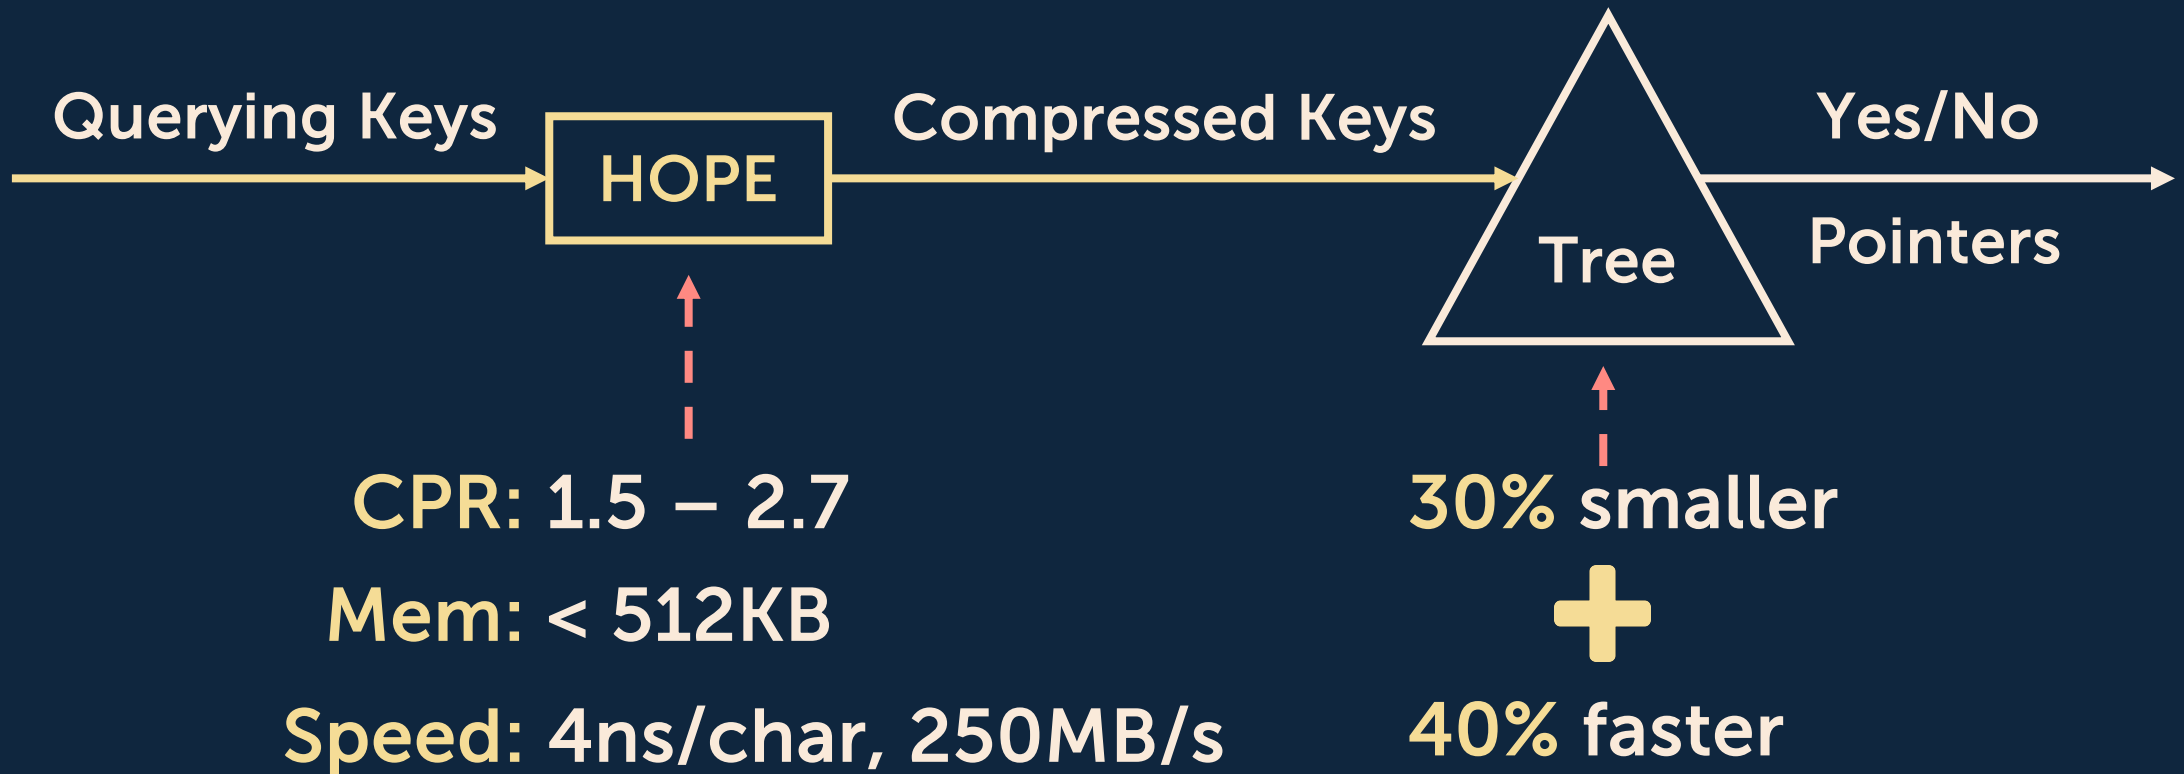 Querying Keys
HOPE
Compressed Keys
Tree
Yes/No
Pointers
CPR: 1.5 – 2.7
Mem: < 512KB
Speed: 4ns/char, 250MB/s
30% smaller
+
40% faster